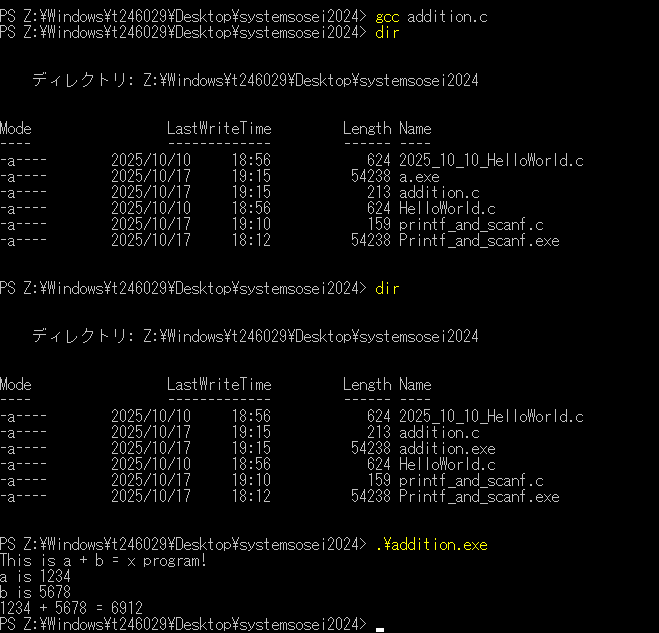 PS Z:¥Windows¥t246029¥Desktop¥systemsosei2024> gcc addition.c
PS Z:¥Windows¥t246029¥Desktop¥systemsosei2024> dir
ディレクトリ: Z:¥Windows¥t246029¥Desktop¥systemsosei2024
Mode LastWriteTime Length Name
---- ------------- ------ ----
-a---- 2025/10/10 18:56 624 2025_10_10_HelloWorld.c
-a---- 2025/10/17 19:15 54238 a.exe
-a---- 2025/10/17 19:15 213 addition.c
-a---- 2025/10/10 18:56 624 HelloWorld.c
-a---- 2025/10/17 19:10 159 printf_and_scanf.c
-a---- 2025/10/17 18:12 54238 Printf_and_scanf.exe
PS Z:¥Windows¥t246029¥Desktop¥systemsosei2024> dir
ディレクトリ: Z:¥Windows¥t246029¥Desktop¥systemsosei2024
Mode LastWriteTime Length Name
---- ------------- ------ ----
-a---- 2025/10/10 18:56 624 2025_10_10_HelloWorld.c
-a---- 2025/10/17 19:15 213 addition.c
-a---- 2025/10/17 19:15 54238 addition.exe
-a---- 2025/10/10 18:56 624 HelloWorld.c
-a---- 2025/10/17 19:10 159 printf_and_scanf.c
-a---- 2025/10/17 18:12 54238 Printf_and_scanf.exe
PS Z:¥Windows¥t246029¥Desktop¥systemsosei2024> .¥addition.exe
This is a + b = x program!
a is 1234
b is 5678
1234 + 5678 = 6912
PS Z:¥Windows¥t246029¥Desktop¥systemsosei2024>